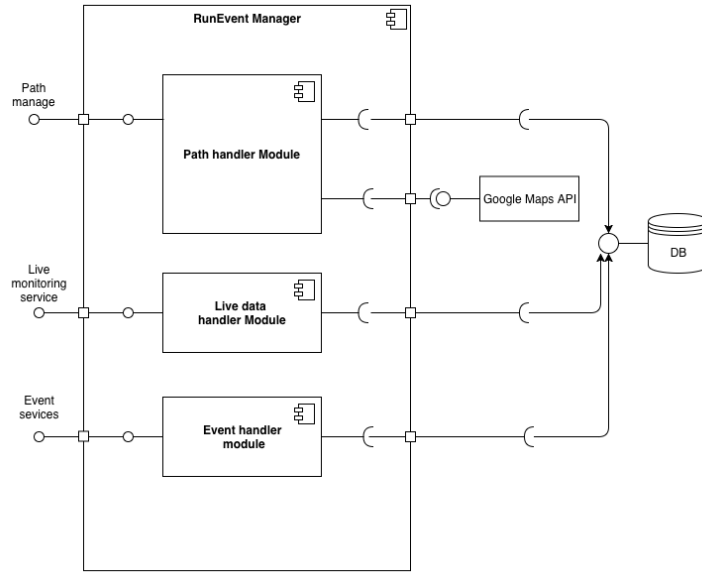 RunEvent Manager
Path
manage
Path handler Module
Google Maps API
DB
Live
monitoring
service
Live data
handler Module
Event
sevices
Event handler
module